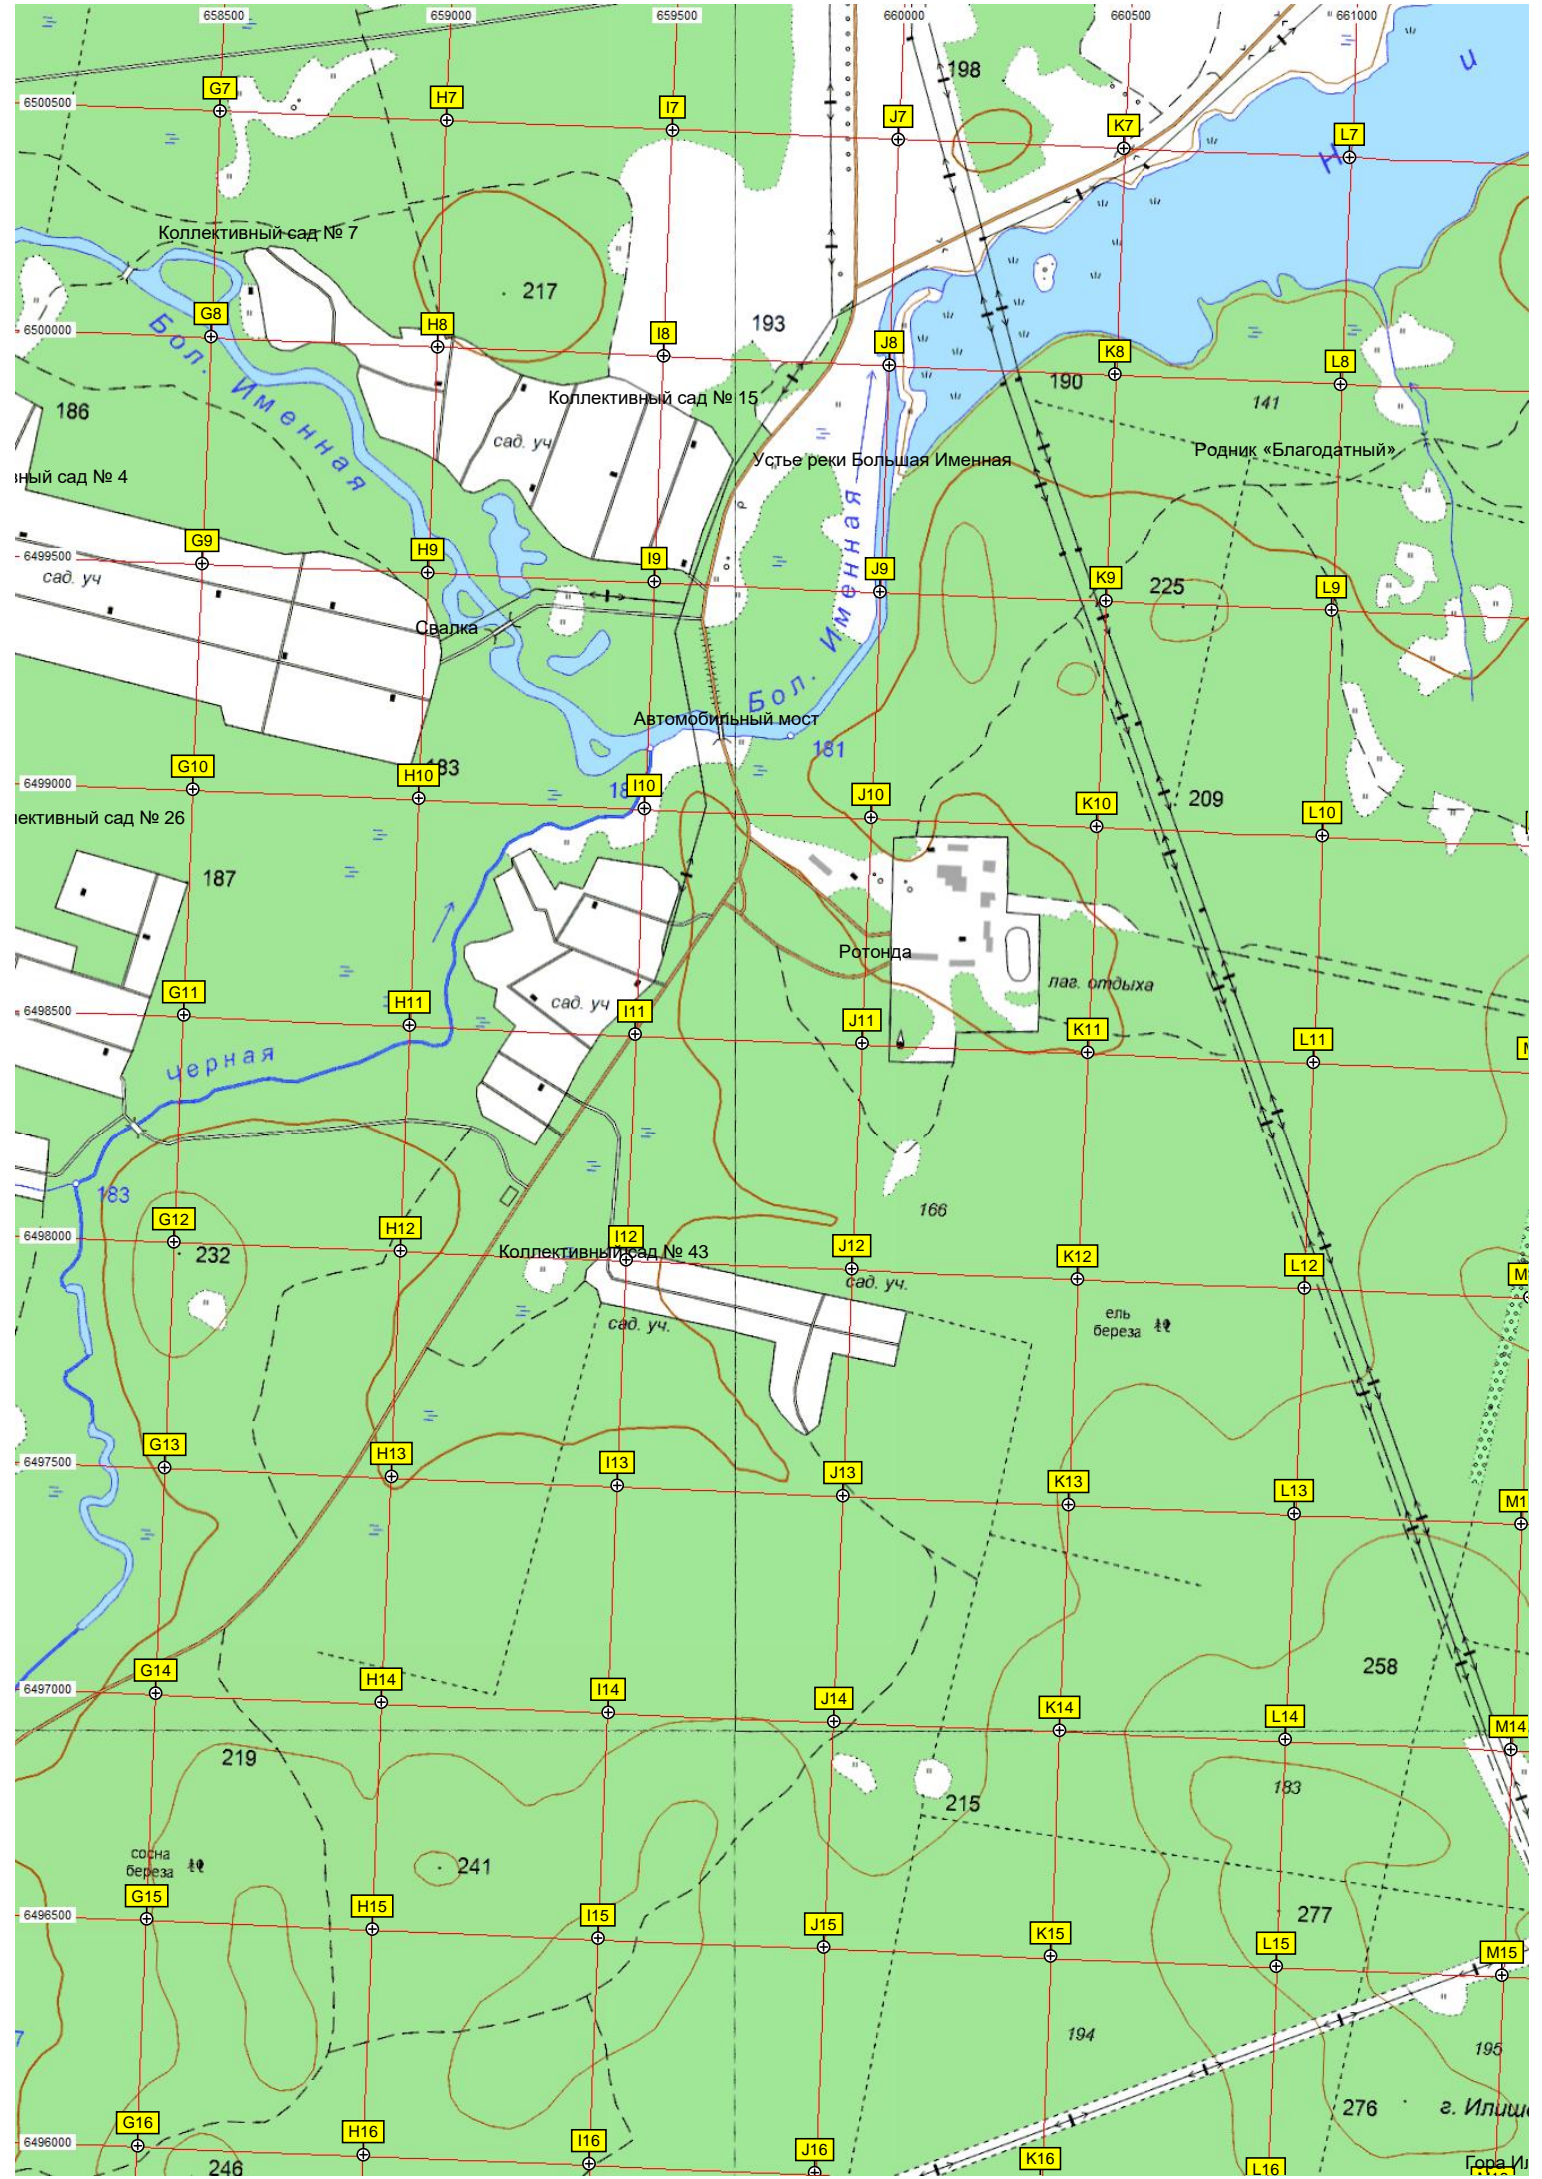 658500 659000 659500 660000 660500 661000
198
и
6500500
G7 H7 I7 J7 K7 L7
Н
Коллективный сад № 7
217
193
6500000
G8 H8 I8 J8 K8 L8
Бол. Именная
190
186
Коллективный сад № 15
141
сад. уч
Устье реки Большая Именная
Родник «Благодатный»
вный сад № 4
6499500
G9 H9 I9 J9 K9 L9
сад. уч
225
Бол. Именная
Свалка
Автомобильный мост
181
183
6499000
G10 H10 I10 J10 K10 L10
209
лективный сад № 26
187
Ротонда
лаг. отдыха
сад. уч
6498500
G11 H11 I11 J11 K11 L11
Черная
183
166
6498000
G12 H12 I12 J12 K12 L12
232
Коллективный сад № 43
сад. уч.
сад. уч.
ель
береза
6497500
G13 H13 I13 J13 K13 L13 M1
258
6497000
G14 H14 I14 J14 K14 L14 M14
219
183
215
сосна
береза
241
277
6496500
G15 H15 I15 J15 K15 L15 M15
7
194
195
276
г. Илише
6496000
G16 H16 I16 J16 K16 L16
246
Гора Ил